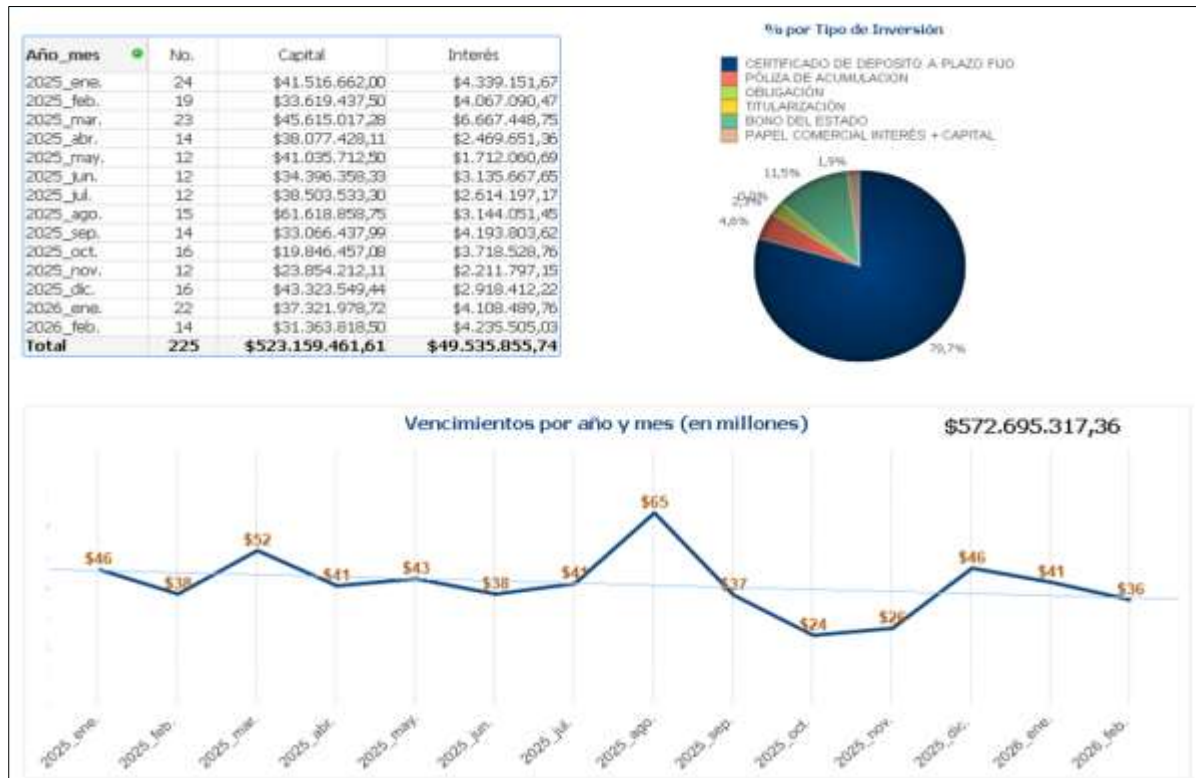 Año_mes No. Capital Interés
2025_ene. 24 $41.516.662,00 $4.339.151,67
2025_feb. 19 $33.619.437,50 $4.067.090,47
2025_mar. 23 $45.615.017,28 $6.667.448,75
2025_abr. 14 $38.077.428,11 $2.469.651,36
2025_may. 12 $41.035.712,50 $1.712.060,69
2025_jun. 12 $34.396.358,33 $3.135.667,65
2025_jul. 12 $38.503.533,30 $2.614.197,17
2025_ago. 15 $61.618.858,75 $3.144.051,45
2025_sep. 14 $33.066.437,99 $4.193.803,62
2025_oct. 16 $19.846.457,08 $3.718.528,76
2025_nov. 12 $23.854.212,11 $2.211.797,15
2025_dic. 16 $43.323.549,44 $2.918.412,22
2026_ene. 22 $37.321.978,72 $4.108.489,76
2026_feb. 14 $31.363.818,50 $4.235.505,03
Total 225 $523.159.461,61 $49.535.855,74
% por Tipo de Inversión
CERTIFICADO DE DEPOSITO A PLAZO FIJO
PÓLIZA DE ACUMULACION
OBLIGACIÓN
TITULARIZACIÓN
BONO DEL ESTADO
PAPEL COMERCIAL INTERÉS + CAPITAL
1,9%
11,5%
4,6%
79,7%
Vencimientos por año y mes (en millones) $572.695.317,36
$46 $38 $52 $41 $43 $38 $41 $65 $37 $24 $26 $46 $41 $36
2025_ene. 2025_feb. 2025_mar. 2025_abr. 2025_may. 2025_jun. 2025_jul. 2025_ago. 2025_sep. 2025_oct. 2025_nov. 2025_dic. 2026_ene. 2026_feb.